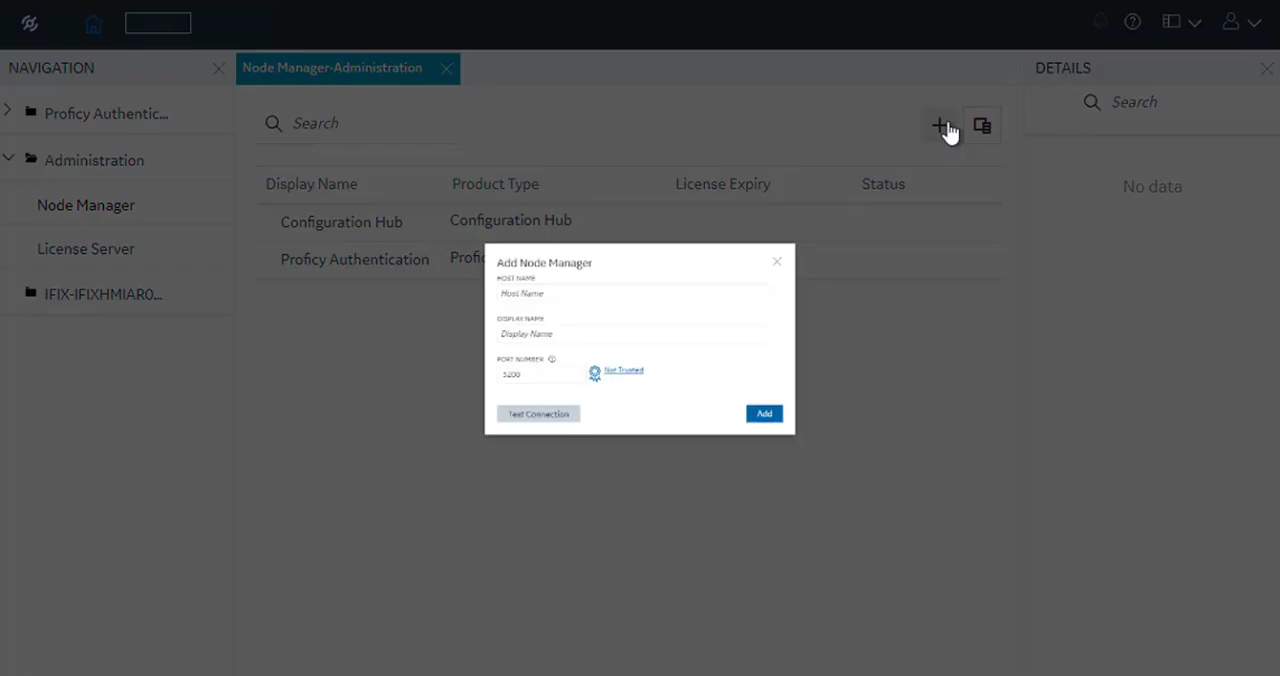 NAVIGATION
Node Manager-Administration
DETAILS
Proficy Authentic...
Administration
Node Manager
License Server
IFIX-IFIXHMIAR0...
Search
Display Name Product Type License Expiry Status
Configuration Hub Configuration Hub
Proficy Authentication Profic
Add Node Manager
HOST NAME
Host Name
DISPLAY NAME
Display Name
PORT NUMBER
5200
Not Trusted
Test Connection
Add
Search
No data